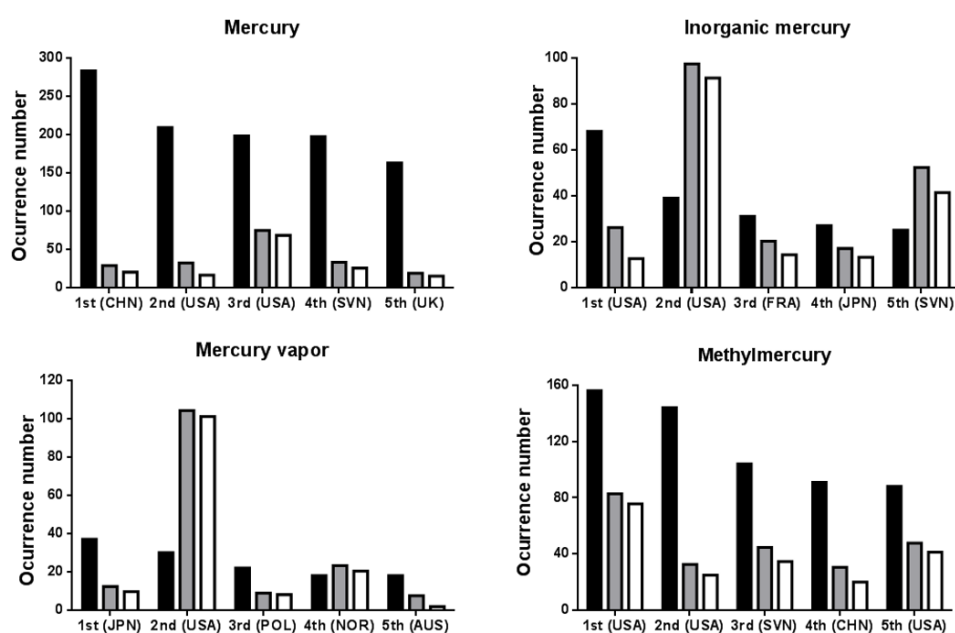 Mercury
Ocurrence number
300
250
200
150
100
50
0
1st (CHN) 2nd (USA) 3rd (USA) 4th (SVN) 5th (UK)
Inorganic mercury
Ocurrence number
100
80
60
40
20
0
1st (USA) 2nd (USA) 3rd (FRA) 4th (JPN) 5th (SVN)
Mercury vapor
Ocurrence number
120
100
80
60
40
20
0
1st (JPN) 2nd (USA) 3rd (POL) 4th (NOR) 5th (AUS)
Methylmercury
Ocurrence number
160
120
80
40
0
1st (USA) 2nd (USA) 3rd (SVN) 4th (CHN) 5th (USA)